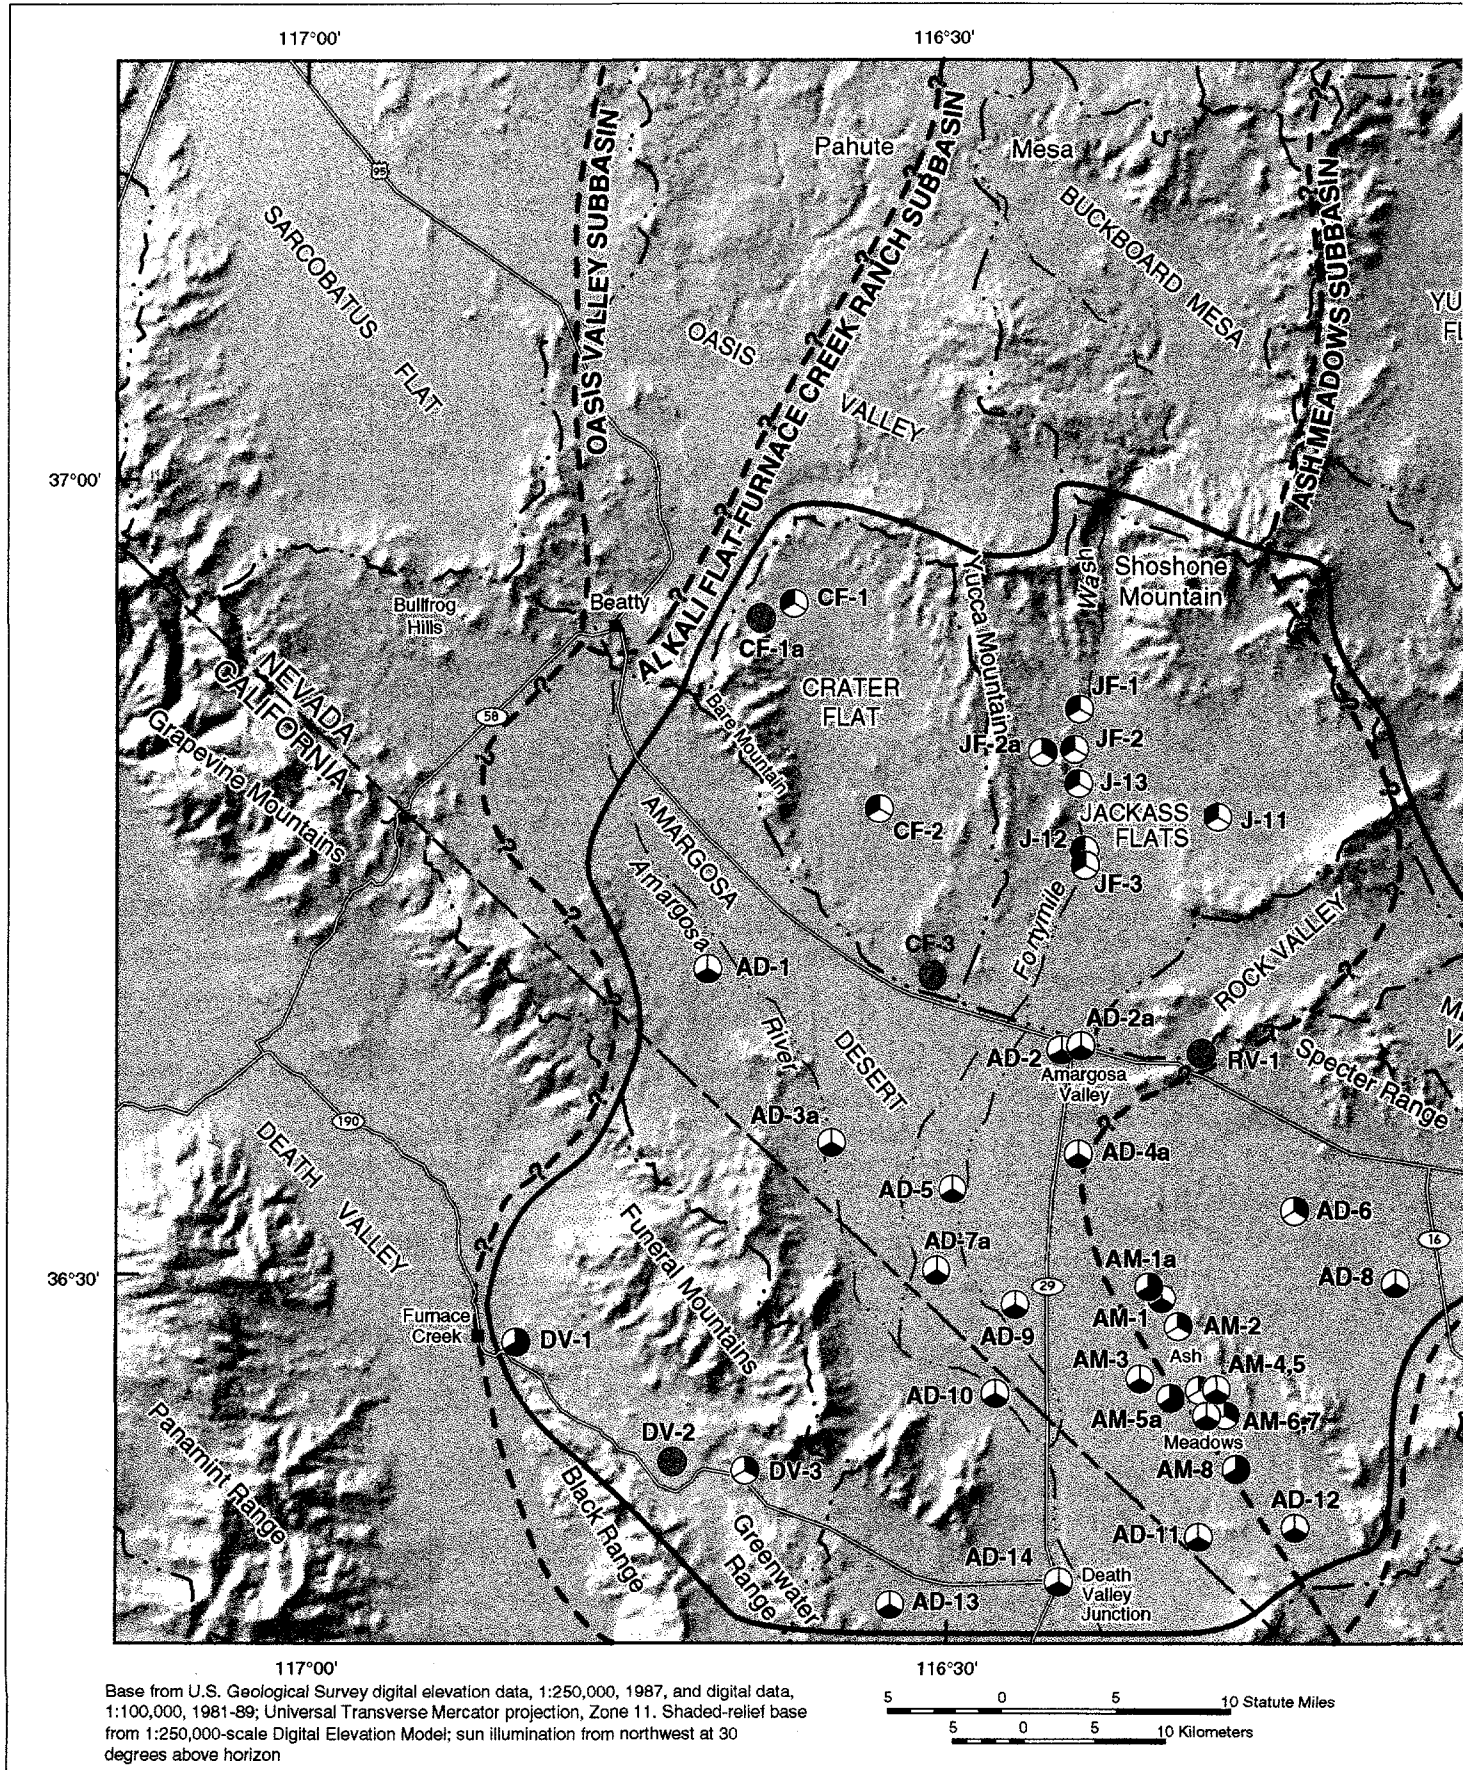 117°00'
116°30'
Pahute
Mesa
95
OASIS VALLEY SUBBASIN
ALKALI FLAT-FURNACE CREEK RANCH SUBBASIN
ASH MEADOWS SUBBASIN
SARCOBATUS
FLAT
BUCKBOARD MESA
YU
FL
OASIS
VALLEY
37°00'
Shoshone
Mountain
Wash
Yucca Mountain
Bullfrog
Hills
Beatty
CF-1
CF-1a
CRATER
FLAT
Bare Mountain
NEVADA
CALIFORNIA
Grapevine Mountains
58
JF-1
JF-2a
JF-2
J-13
JACKASS
FLATS
J-11
J-12
JF-3
CF-2
AMARGOSA
Amargosa
Fortymile
CF-3
ROCK VALLEY
AD-1
River
DESERT
AD-2a
AD-2
Amargosa
Valley
RV-1
Specter Range
M
V
190
DEATH
VALLEY
AD-3a
AD-4a
AD-5
AD-6
16
Funeral Mountains
AD-7a
AM-1a
AD-8
36°30'
29
Furnace
Creek
DV-1
AD-9
AM-1
AM-2
Ash
AM-3
AM-4,5
AD-10
AM-5a
AM-6,7
Meadows
Panamint Range
DV-2
DV-3
AM-8
Black Range
Greenwater
Range
AD-12
AD-11
AD-14
Death
Valley
Junction
AD-13
117°00'
116°30'
Base from U.S. Geological Survey digital elevation data, 1:250,000, 1987, and digital data,
1:100,000, 1981-89; Universal Transverse Mercator projection, Zone 11. Shaded-relief base
from 1:250,000-scale Digital Elevation Model; sun illumination from northwest at 30
degrees above horizon
5 0 5 10 Statute Miles
5 0 5 10 Kilometers